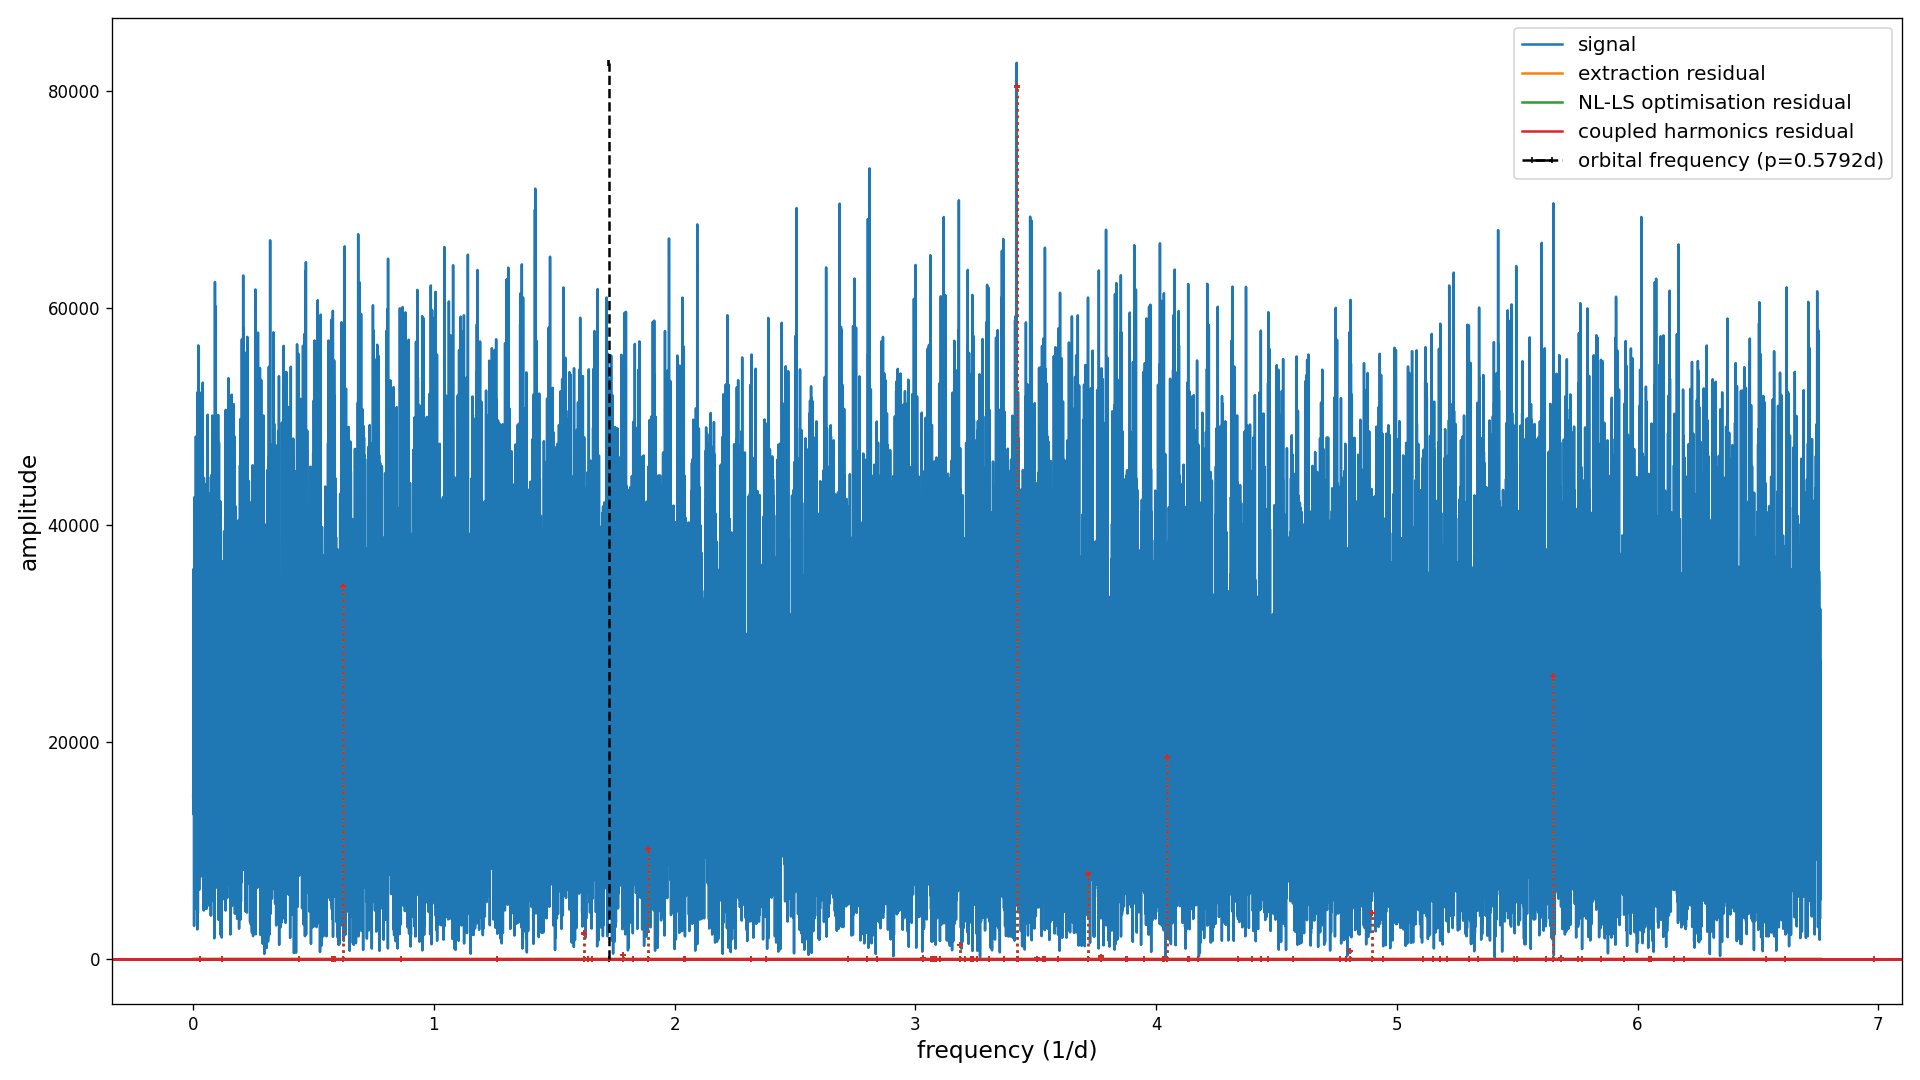 signal
extraction residual
NL-LS optimisation residual
coupled harmonics residual
orbital frequency (p=0.5792d)
80000
60000
40000
20000
0
amplitude
0 1 2 3 4 5 6 7
frequency (1/d)